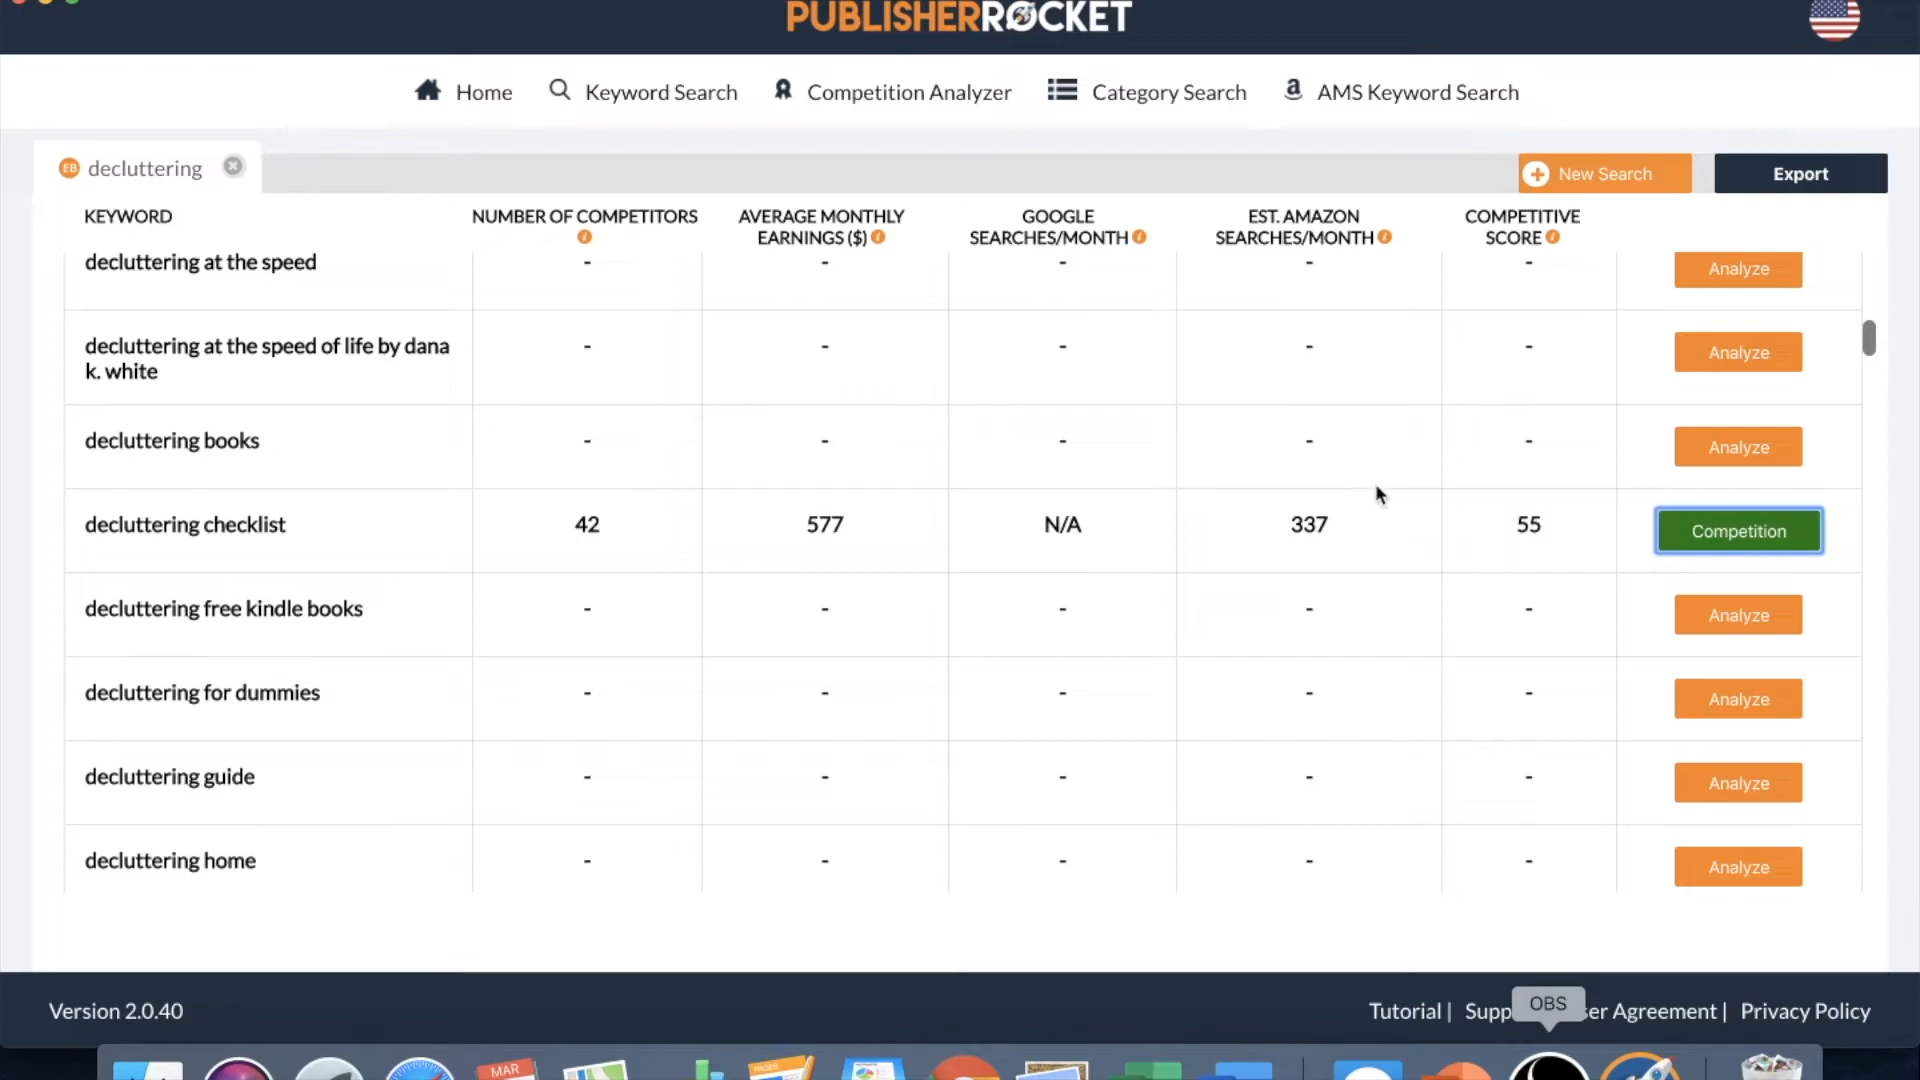 PUBLISHERROCKET
Home Keyword Search Competition Analyzer Category Search AMS Keyword Search
EB decluttering New Search Export
KEYWORD NUMBER OF COMPETITORS AVERAGE MONTHLY EARNINGS ($) GOOGLE SEARCHES/MONTH EST. AMAZON SEARCHES/MONTH COMPETITIVE SCORE
decluttering at the speed - - - - - Analyze
decluttering at the speed of life by dana - - - - - Analyze
k. white
decluttering books - - - - - Analyze
decluttering checklist 42 577 N/A 337 55 Competition
decluttering free kindle books - - - - - Analyze
decluttering for dummies - - - - - Analyze
decluttering guide - - - - - Analyze
decluttering home - - - - - Analyze
Version 2.0.40 Tutorial | Supp OBS er Agreement | Privacy Policy
MAR PAGES